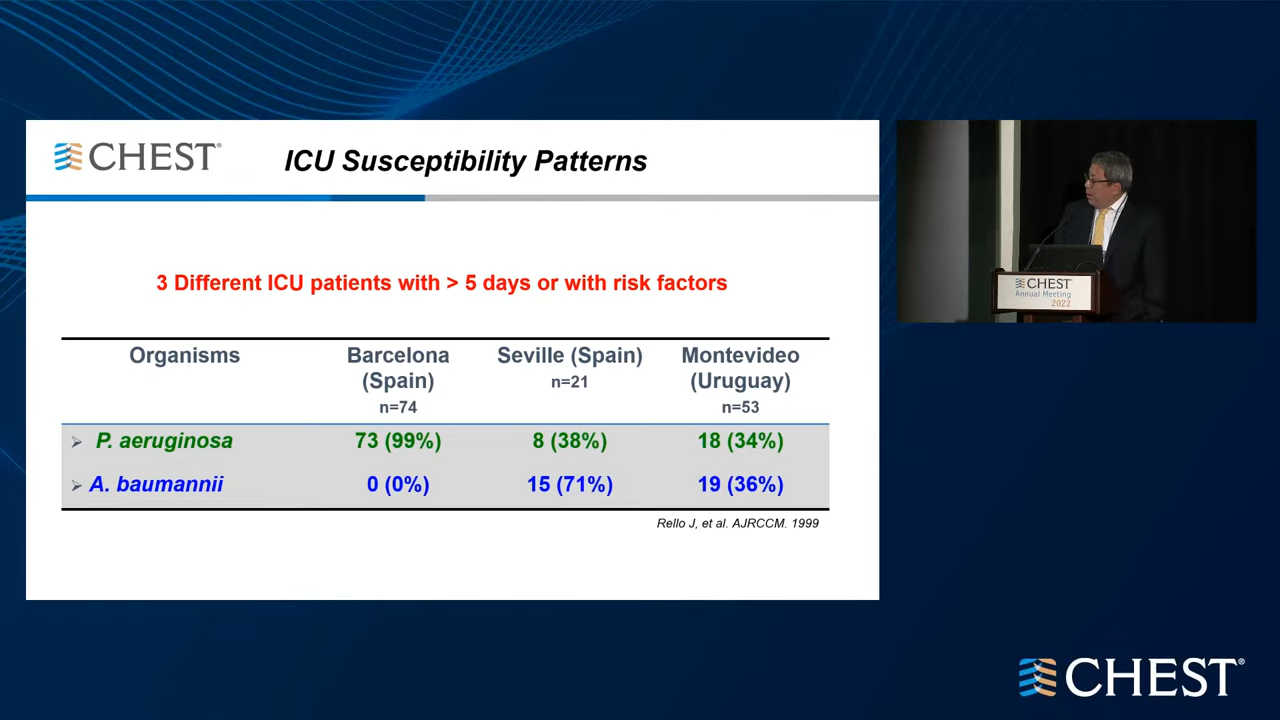 CHEST®
ICU Susceptibility Patterns
3 Different ICU patients with > 5 days or with risk factors
Organisms Barcelona Seville (Spain) Montevideo
(Spain) n=21 (Uruguay)
n=74 n=53
➢ P. aeruginosa 73 (99%) 8 (38%) 18 (34%)
➢ A. baumannii 0 (0%) 15 (71%) 19 (36%)
Rello J, et al. AJRCCM. 1999
CHEST
Annual Meeting
2022
CHEST®